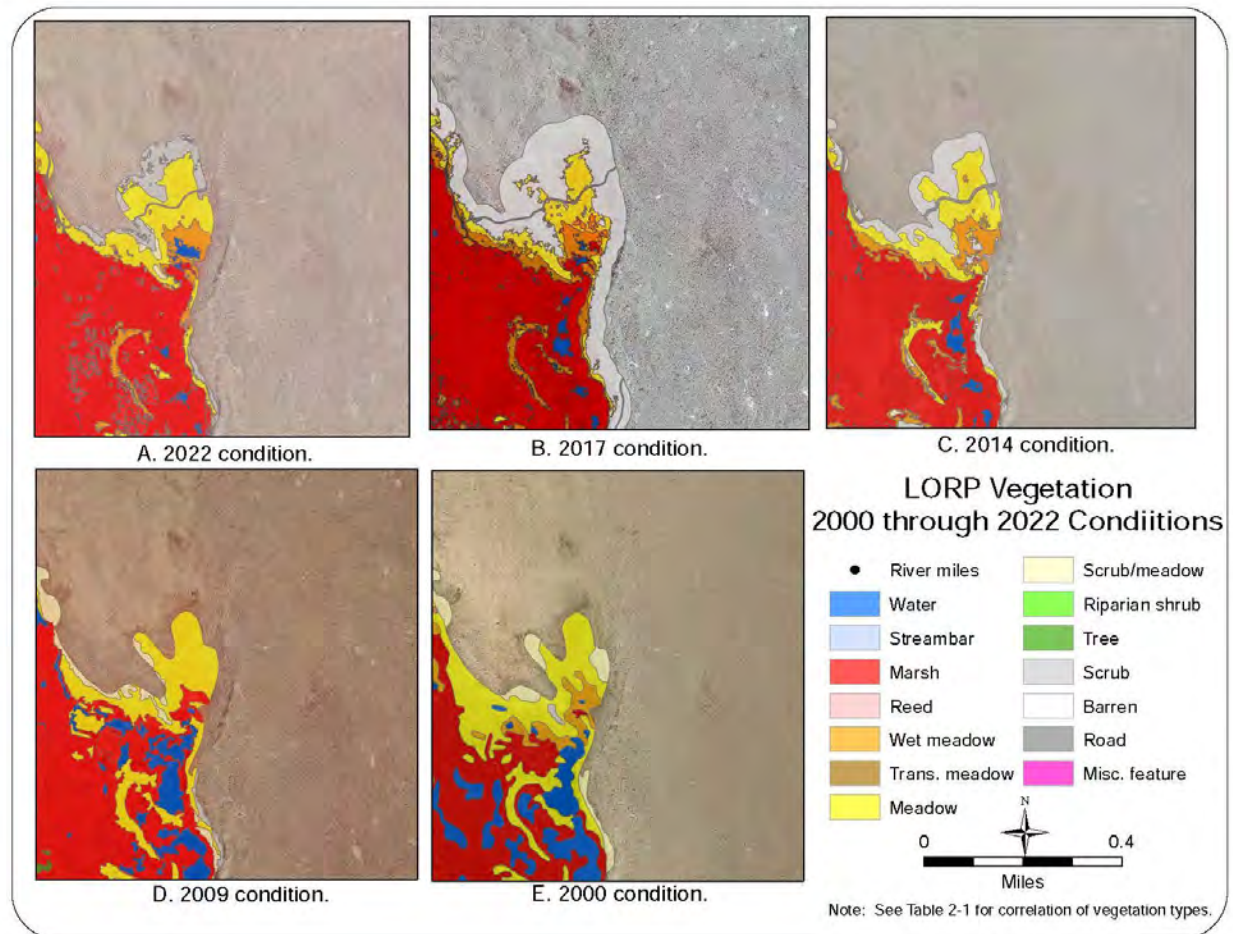 A. 2022 condition.
B. 2017 condition.
C. 2014 condition.
D. 2009 condition.
E. 2000 condition.
LORP Vegetation
2000 through 2022 Condiitions
River miles
Water
Streambar
Marsh
Reed
Wet meadow
Trans. meadow
Meadow
Scrub/meadow
Riparian shrub
Tree
Scrub
Barren
Road
Misc. feature
N
0 0.4
Miles
Note: See Table 2-1 for correlation of vegetation types.